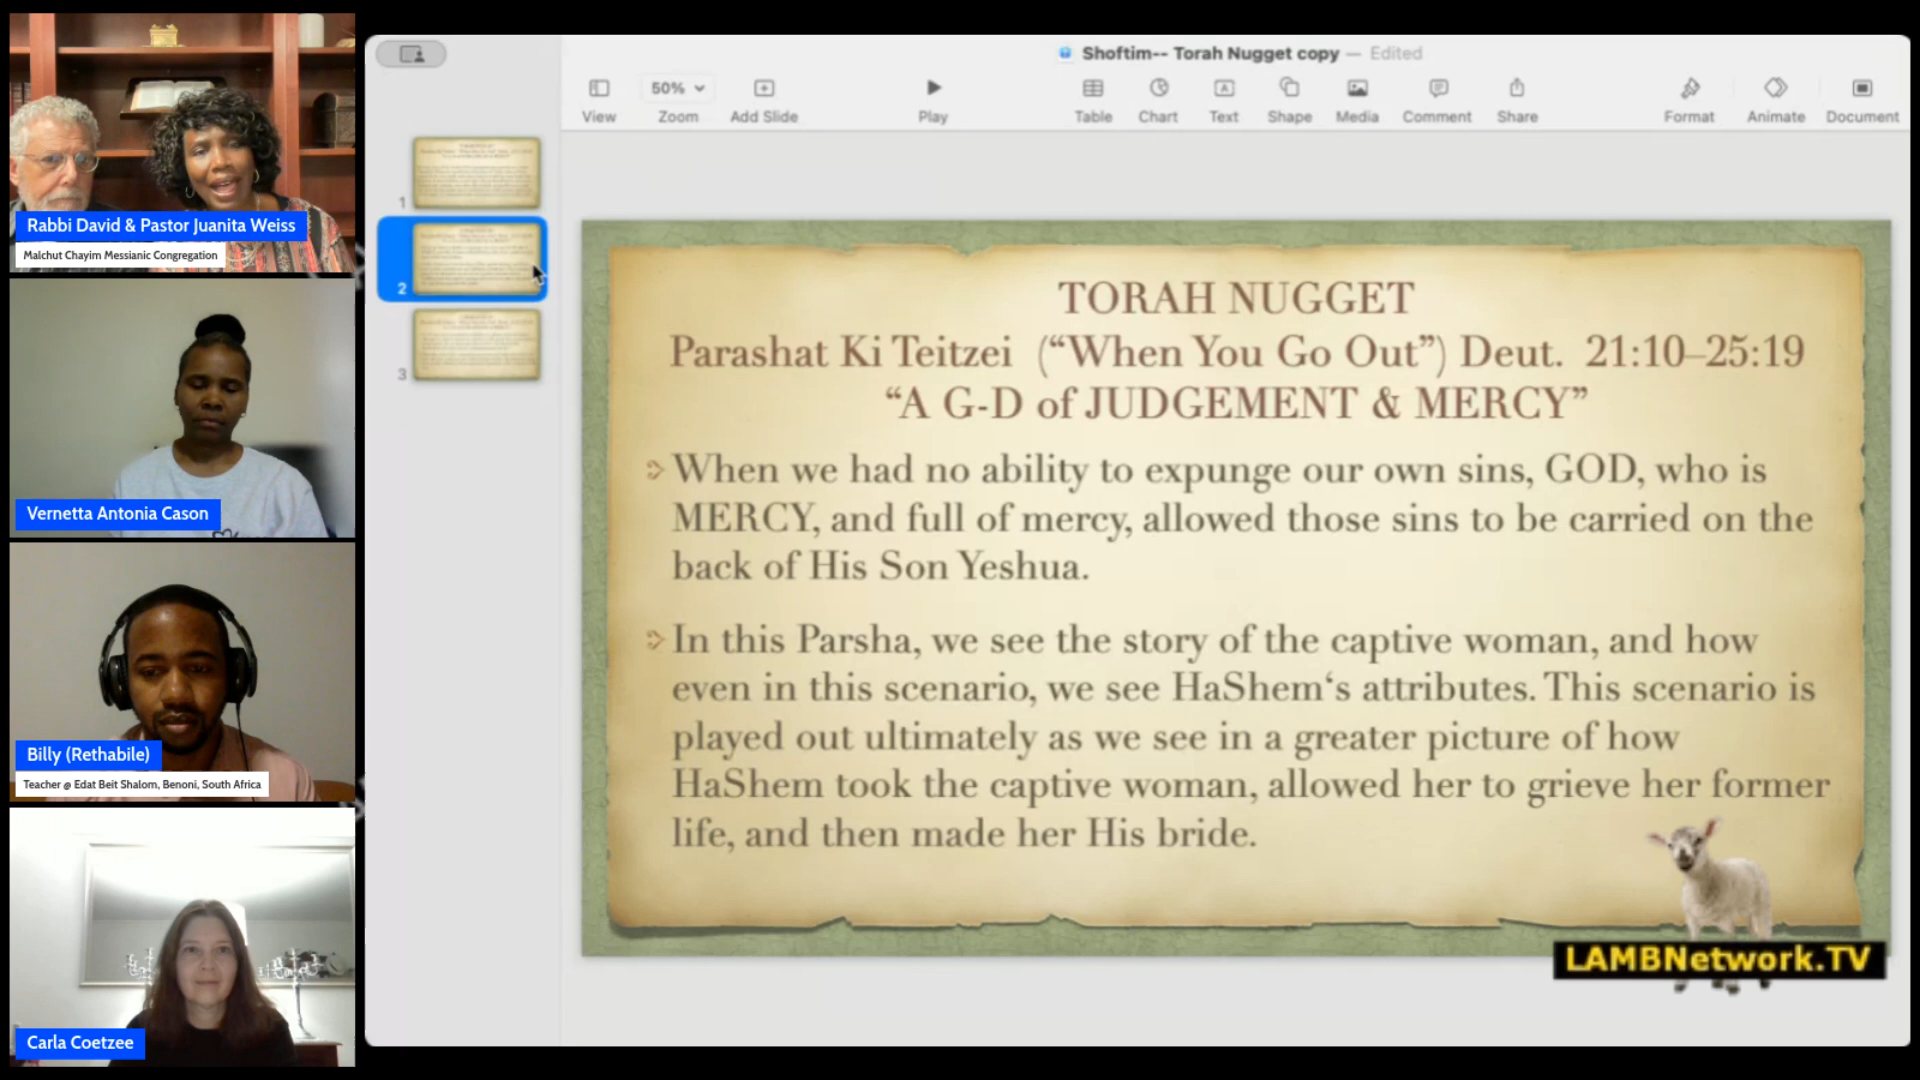 Rabbi David & Pastor Juanita Weiss
Malchut Chayim Messianic Congregation
Vernetta Antonia Cason
Billy (Rethabile)
Teacher @ Edat Beit Shalom, Benoni, South Africa
Carla Coetzee
Shoftim-- Torah Nugget copy — Edited
50%
View
Zoom
Add Slide
Play
Table
Chart
Text
Shape
Media
Comment
Share
Format
Animate
Document
1
2
3
TORAH NUGGET
Parashat Ki Teitzei (“When You Go Out”) Deut. 21:10–25:19
“A G-D of JUDGEMENT & MERCY”
When we had no ability to expunge our own sins, GOD, who is
MERCY, and full of mercy, allowed those sins to be carried on the
back of His Son Yeshua.
In this Parsha, we see the story of the captive woman, and how
even in this scenario, we see HaShem‘s attributes. This scenario is
played out ultimately as we see in a greater picture of how
HaShem took the captive woman, allowed her to grieve her former
life, and then made her His bride.
LAMBNetwork.TV